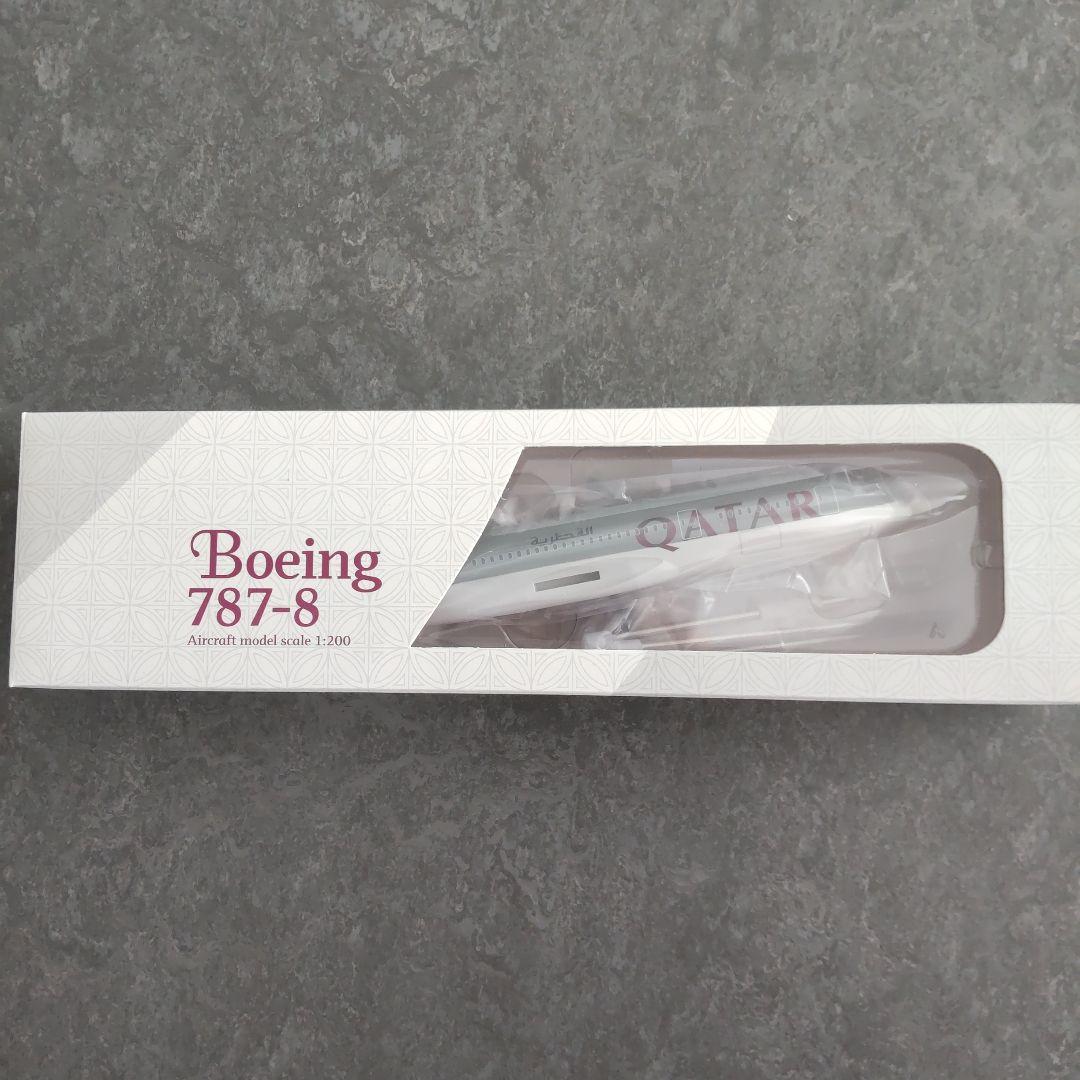 Boeing
787-8
Aircraft model scale 1:200
القطرية
QATAR